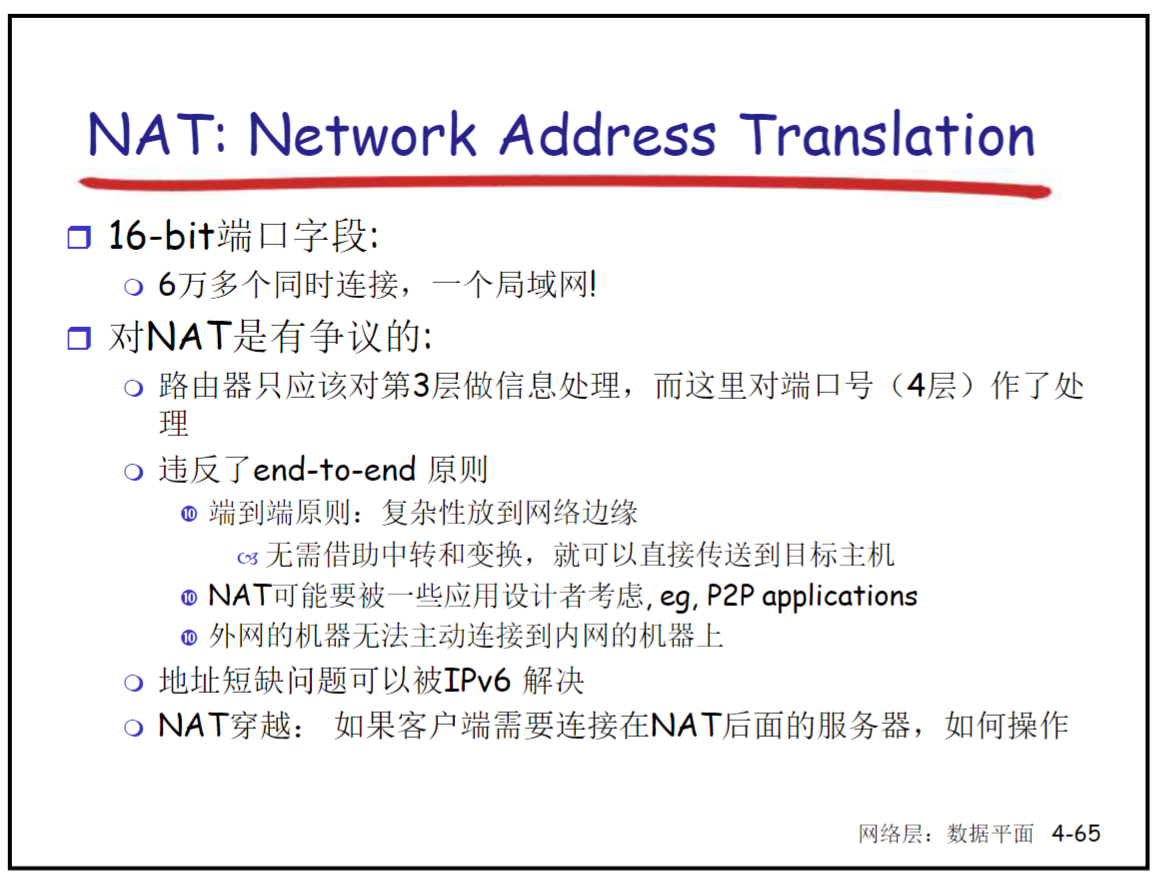 NAT: Network Address Translation
16-bit端口字段:
6万多个同时连接，一个局域网!
对NAT是有争议的:
路由器只应该对第3层做信息处理，而这里对端口号（4层）作了处
理
违反了end-to-end 原则
⑩ 端到端原则：复杂性放到网络边缘
无需借助中转和变换，就可以直接传送到目标主机
⑩ NAT可能要被一些应用设计者考虑, eg, P2P applications
⑩ 外网的机器无法主动连接到内网的机器上
地址短缺问题可以被IPv6 解决
NAT穿越： 如果客户端需要连接在NAT后面的服务器，如何操作
网络层：数据平面 4-65